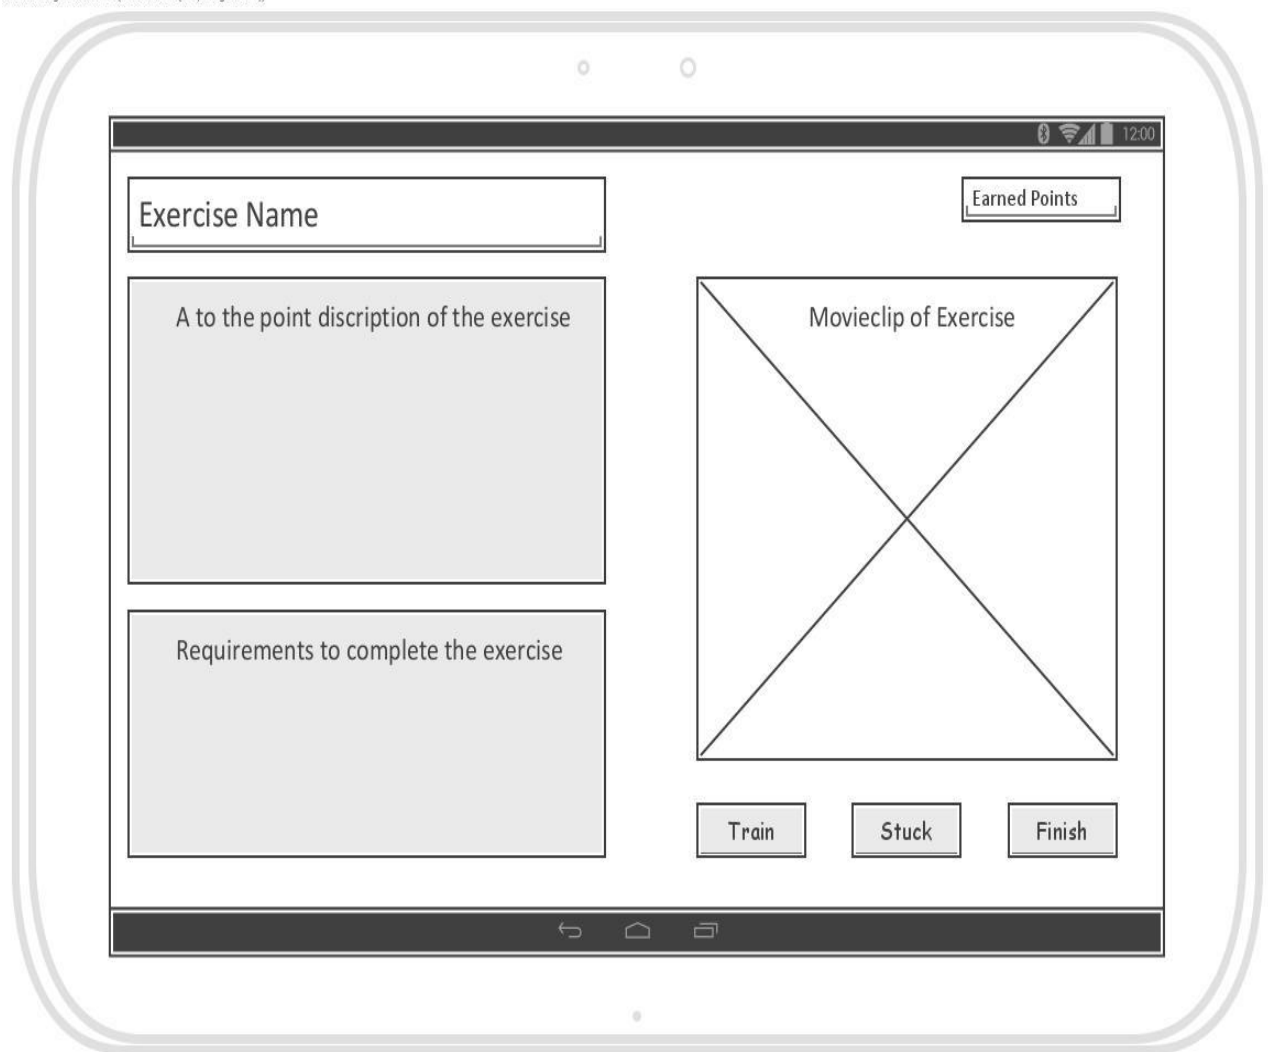 12:00
Exercise Name
Earned Points
A to the point discription of the exercise
Movieclip of Exercise
Requirements to complete the exercise
Train
Stuck
Finish